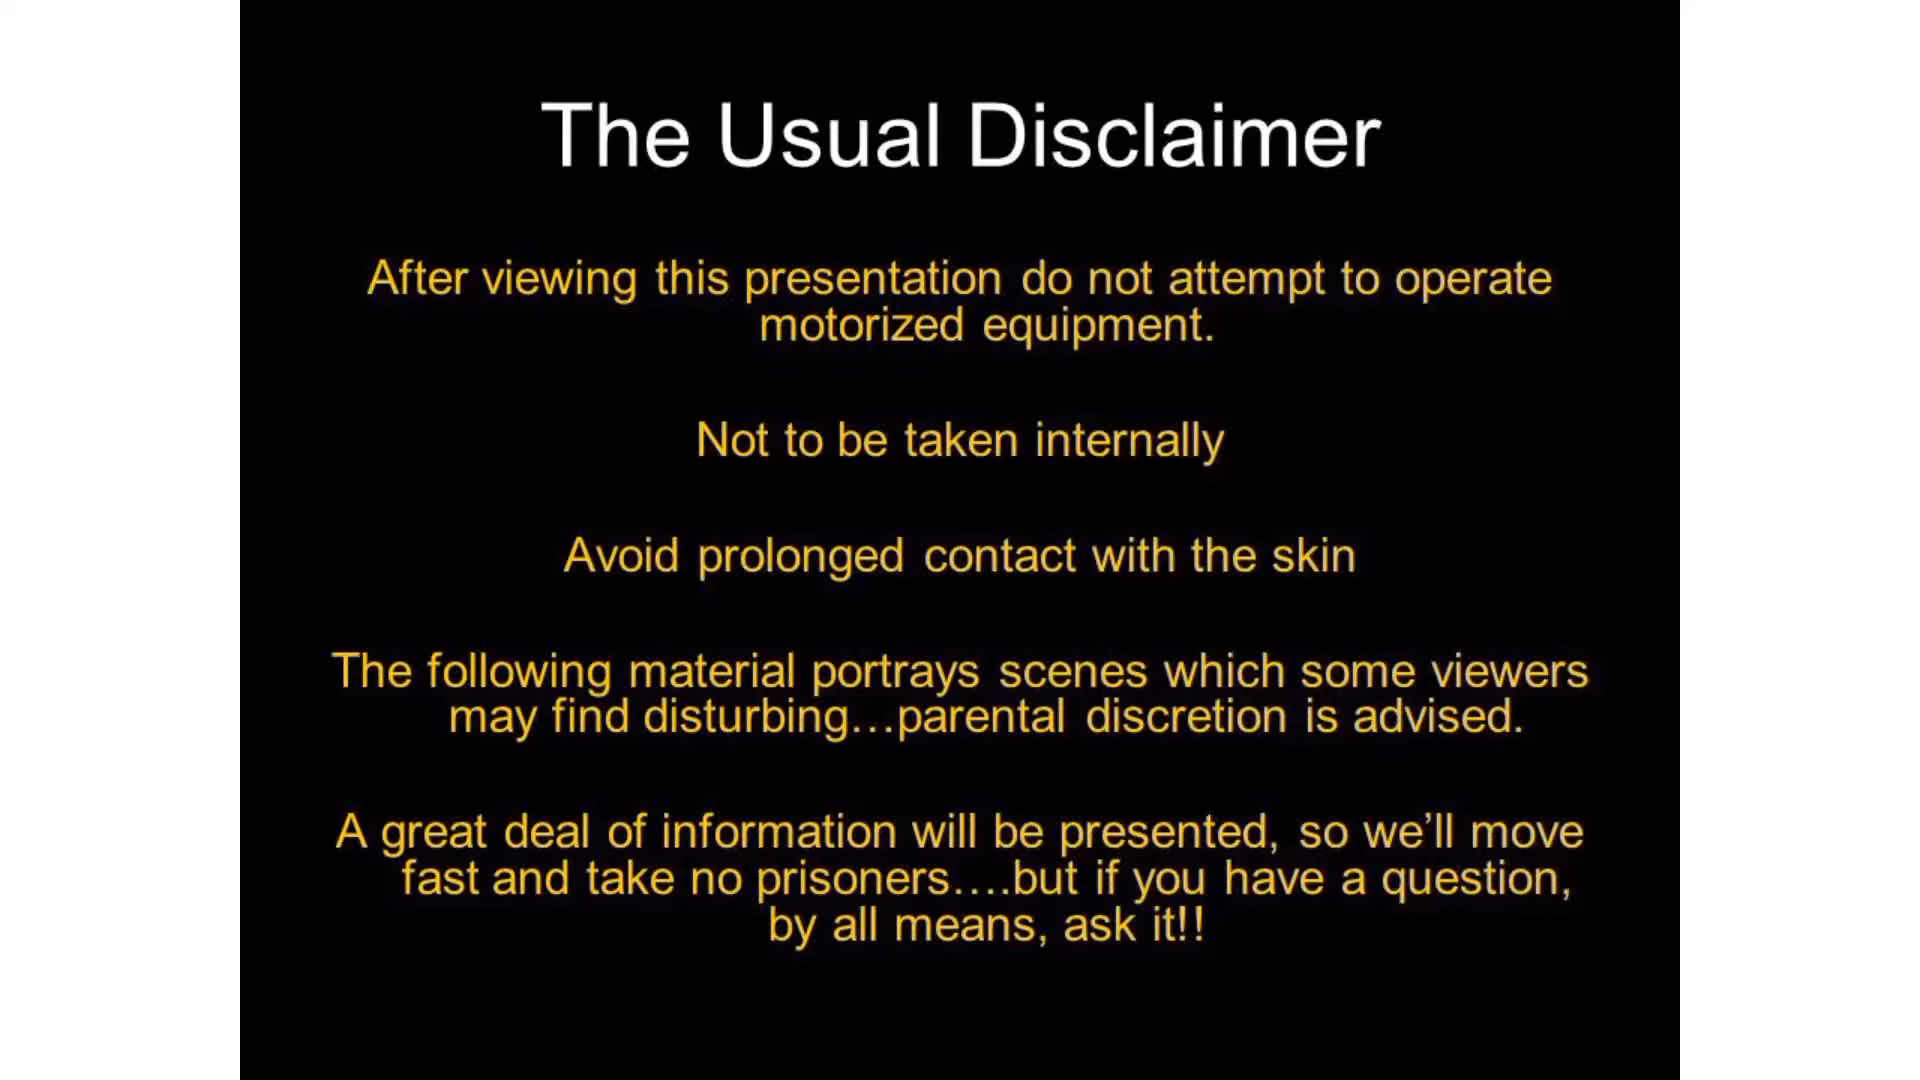 The Usual Disclaimer
After viewing this presentation do not attempt to operate
motorized equipment.
Not to be taken internally
Avoid prolonged contact with the skin
The following material portrays scenes which some viewers
may find disturbing…parental discretion is advised.
A great deal of information will be presented, so we’ll move
fast and take no prisoners….but if you have a question,
by all means, ask it!!